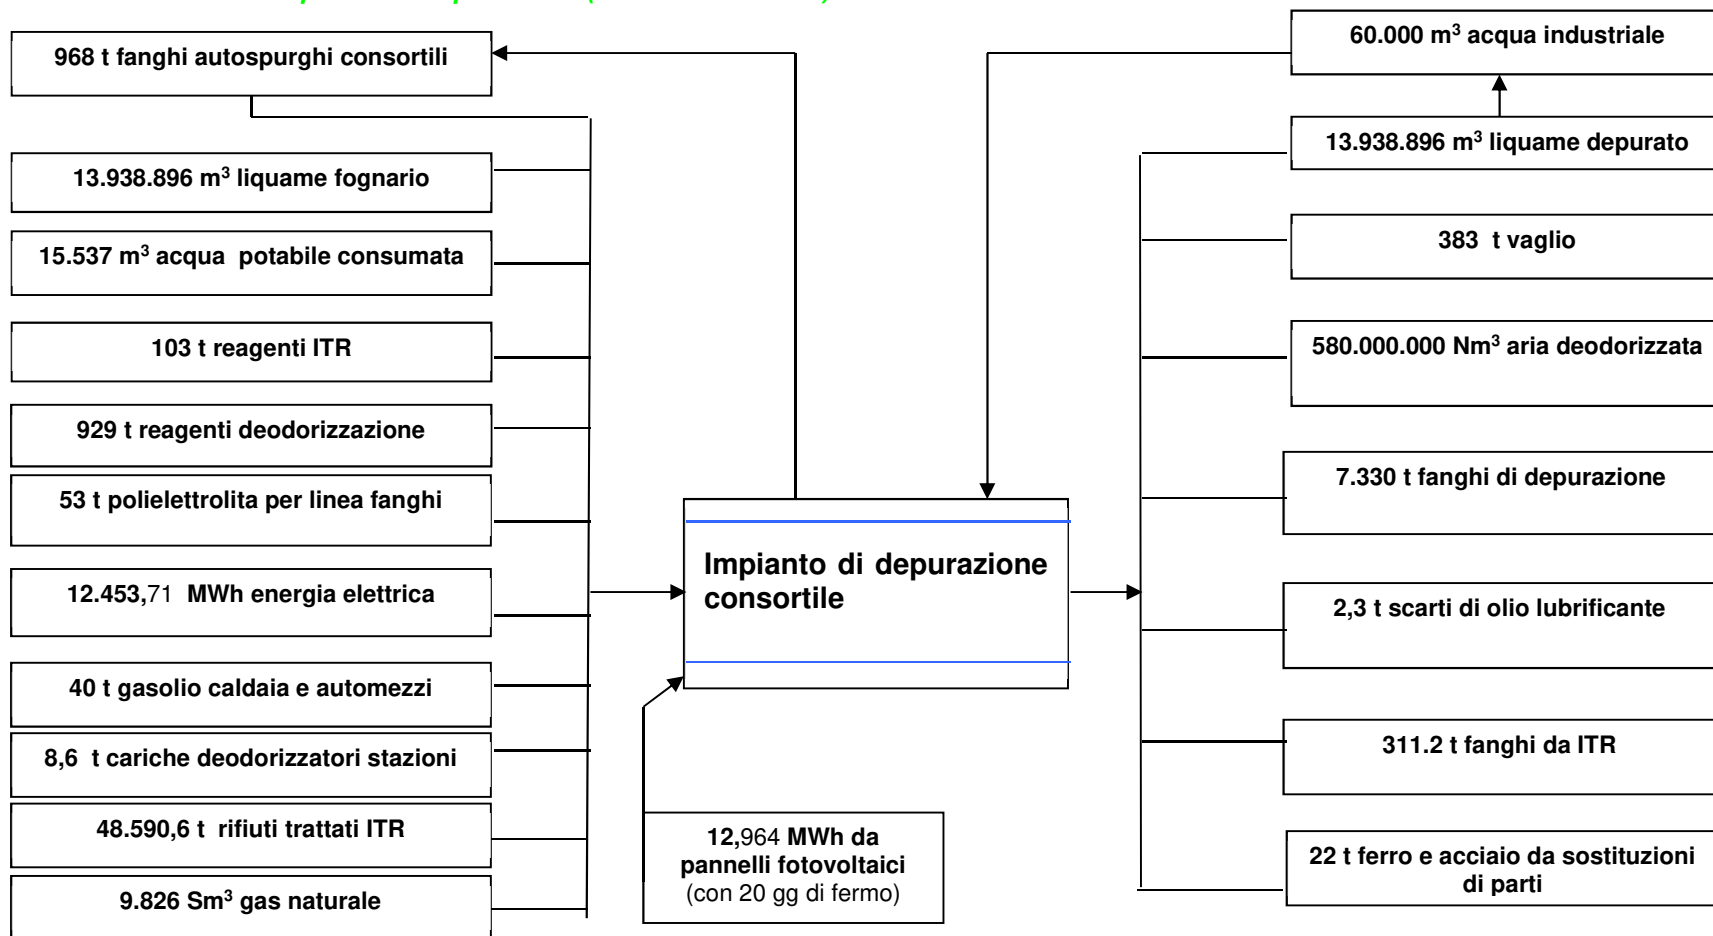 968 t fanghi autospurghi consortili
13.938.896 m³ liquame fognario
15.537 m³ acqua potabile consumata
103 t reagenti ITR
929 t reagenti deodorizzazione
53 t polielettrolita per linea fanghi
12.453,71 MWh energia elettrica
40 t gasolio caldaia e automezzi
8,6 t cariche deodorizzatori stazioni
48.590,6 t rifiuti trattati ITR
9.826 Sm³ gas naturale
Impianto di depurazione
consortile
12,964 MWh da
pannelli fotovoltaici
(con 20 gg di fermo)
60.000 m³ acqua industriale
13.938.896 m³ liquame depurato
383 t vaglio
580.000.000 Nm³ aria deodorizzata
7.330 t fanghi di depurazione
2,3 t scarti di olio lubrificante
311.2 t fanghi da ITR
22 t ferro e acciaio da sostituzioni
di parti